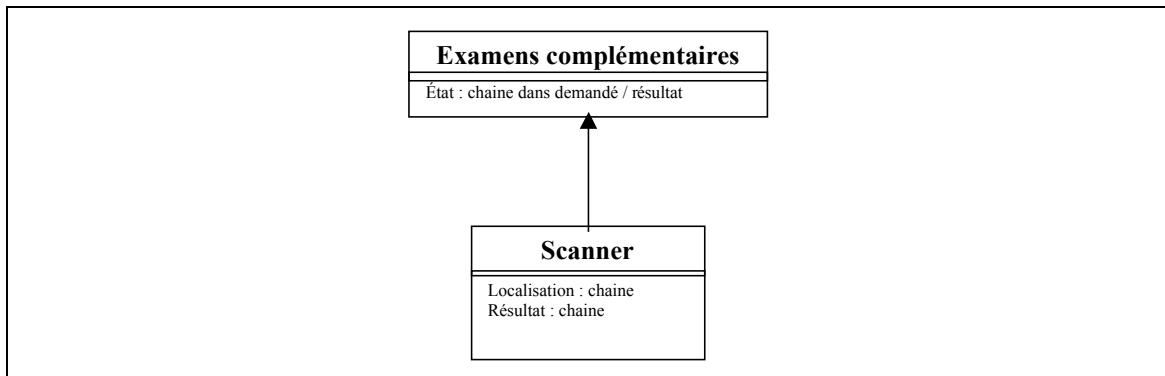 Examens complémentaires
État : chaine dans demandé / résultat
Scanner
Localisation : chaine
Résultat : chaine